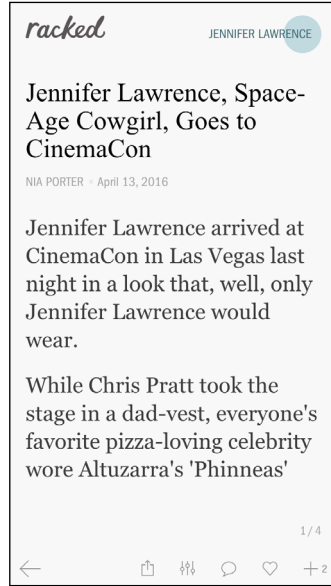 racked
JENNIFER LAWRENCE
Jennifer Lawrence, Space-
Age Cowgirl, Goes to
CinemaCon
NIA PORTER • April 13, 2016
Jennifer Lawrence arrived at
CinemaCon in Las Vegas last
night in a look that, well, only
Jennifer Lawrence would
wear.
While Chris Pratt took the
stage in a dad-vest, everyone's
favorite pizza-loving celebrity
wore Altuzarra's 'Phinneas'
1 / 4
2